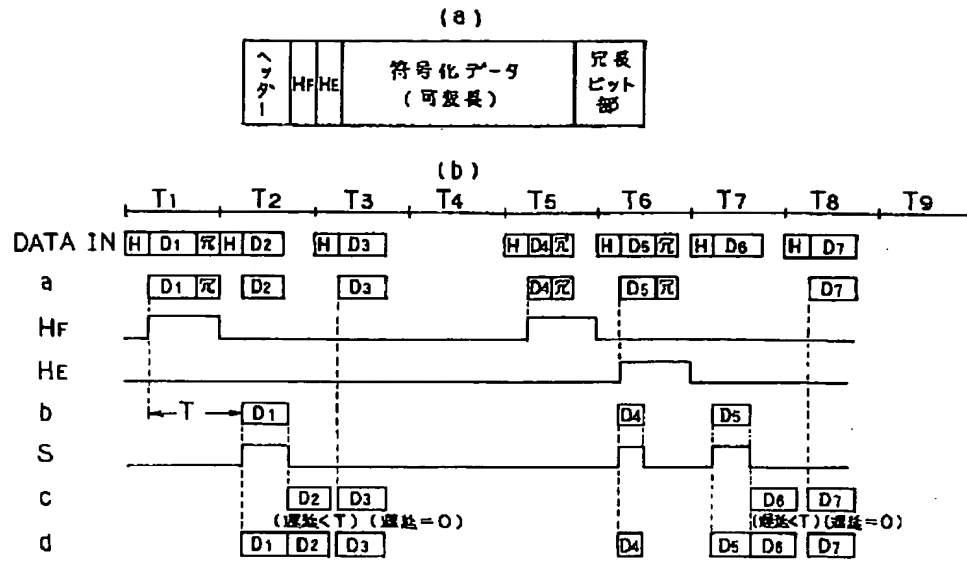 (a)
ヘッダー HF HE 符号化データ (可変長) 冗長ビット部
(b)
T1 T2 T3 T4 T5 T6 T7 T8 T9
DATA IN H D1 冗 H D2 H D3 H D4 冗 H D5 冗 H D6 H D7
a D1 冗 D2 D3 D4 冗 D5 冗 D7
HF
HE
b T D1 D4 D5
S
c D2 D3 D6 D7
(遅延<T) (遅延=0) (遅延<T) (遅延=0)
d D1 D2 D3 D4 D5 D6 D7